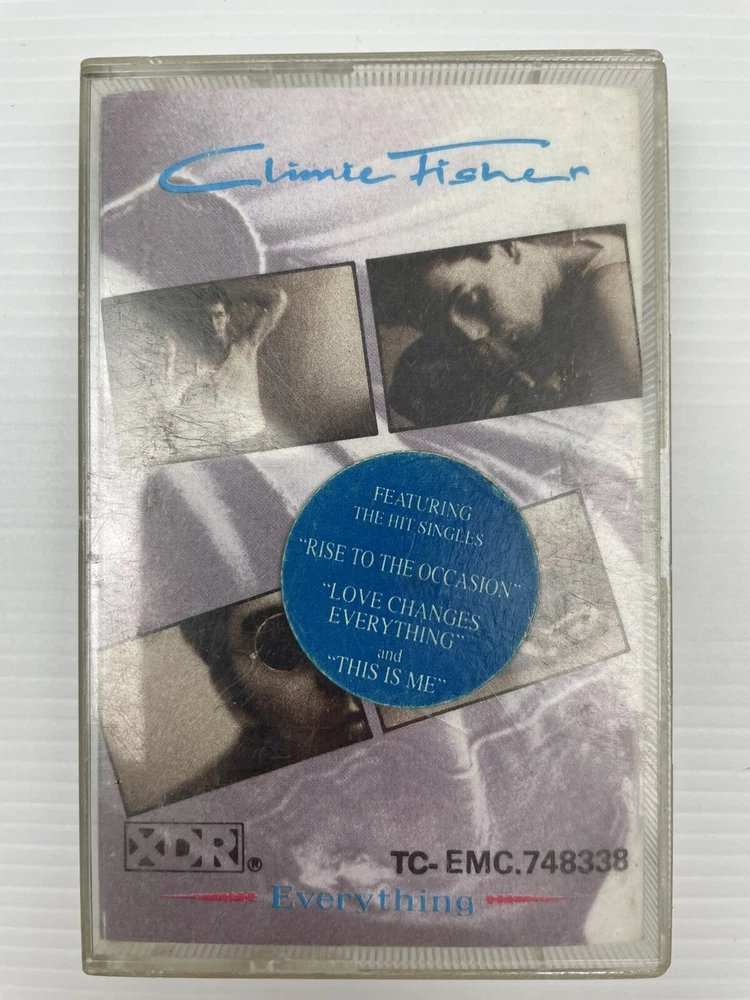 Climie Fisher
FEATURING
THE HIT SINGLES
"RISE TO THE OCCASION"
"LOVE CHANGES
EVERYTHING"
and
"THIS IS ME"
XDR®
TC- EMC.748338
Everything